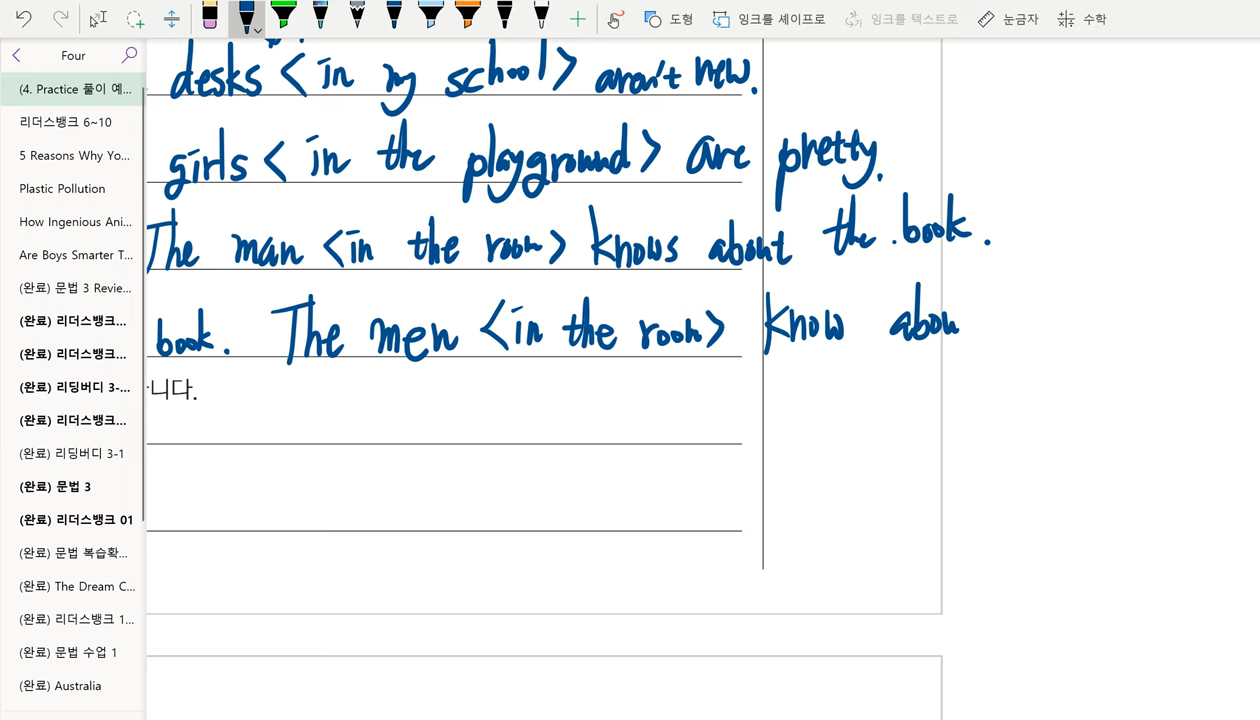 도형
잉크를 셰이프로
잉크를 텍스트로
눈금자
수학
Four
(4. Practice 풀이 예...
리더스뱅크 6~10
5 Reasons Why Yo...
Plastic Pollution
How Ingenious Ani...
Are Boys Smarter T...
(완료) 문법 3 Revie...
(완료) 리더스뱅크...
(완료) 리더스뱅크...
(완료) 리딩버디 3-...
(완료) 리더스뱅크...
(완료) 리딩버디 3-1
(완료) 문법 3
(완료) 리더스뱅크 01
(완료) 문법 복습확...
(완료) The Dream C...
(완료) 리더스뱅크 1...
(완료) 문법 수업 1
(완료) Australia
desks < in my school > aren't new.
girls < in the playground > are pretty.
The man <in the room> knows about the book.
book. The men <in the room> know abou
니다.